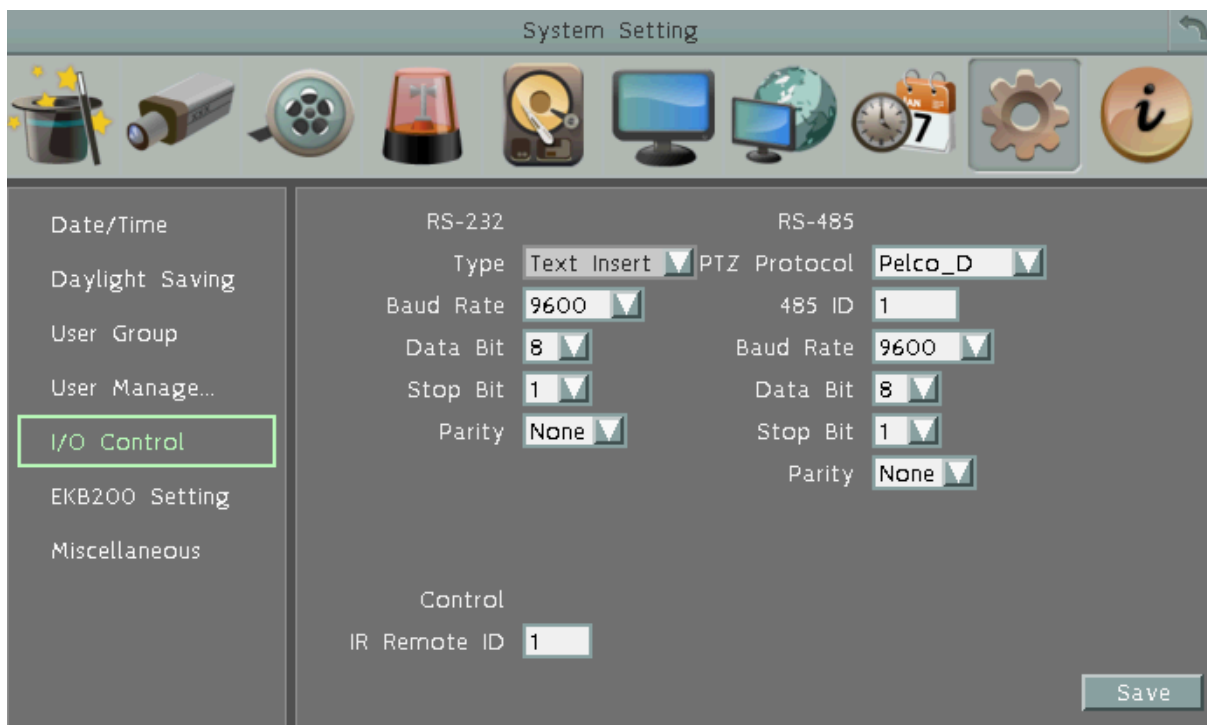 System Setting
JAN
7
i
Date/Time
Daylight Saving
User Group
User Manage...
I/O Control
EKB200 Setting
Miscellaneous
RS-232
Type Text Insert
Baud Rate 9600
Data Bit 8
Stop Bit 1
Parity None
RS-485
PTZ Protocol Pelco_D
485 ID 1
Baud Rate 9600
Data Bit 8
Stop Bit 1
Parity None
Control
IR Remote ID 1
Save